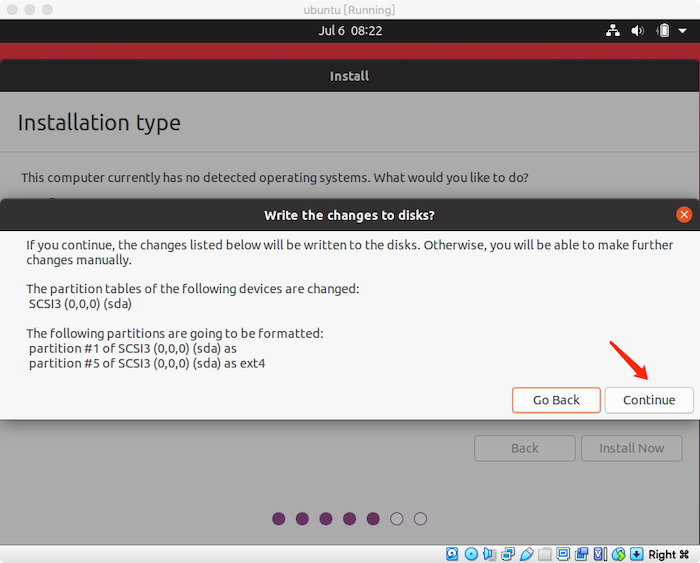 ubuntu [Running]
Jul 6 08:22
Install
Installation type
This computer currently has no detected operating systems. What would you like to do?
Write the changes to disks?
If you continue, the changes listed below will be written to the disks. Otherwise, you will be able to make further
changes manually.
The partition tables of the following devices are changed:
SCSI3 (0,0,0) (sda)
The following partitions are going to be formatted:
partition #1 of SCSI3 (0,0,0) (sda) as
partition #5 of SCSI3 (0,0,0) (sda) as ext4
Go Back Continue
Back Install Now
Right ⌘